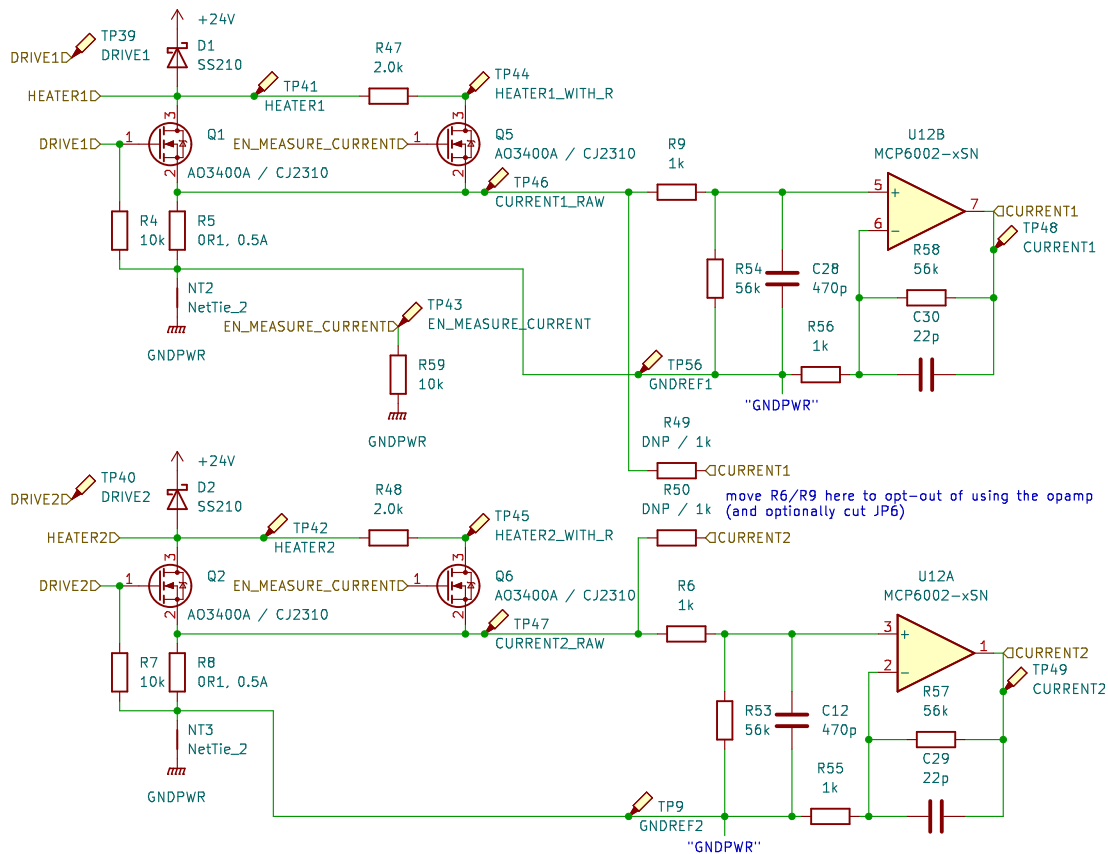 +24V
TP39
DRIVE1
DRIVE1
D1
SS210
R47
2.0k
TP44
HEATER1_WITH_R
HEATER1
TP41
HEATER1
3
Q1
3
Q5
DRIVE1
1
EN_MEASURE_CURRENT
1
AO3400A / CJ2310
2
AO3400A / CJ2310
2
R9
1k
U12B
MCP6002-xSN
TP46
CURRENT1_RAW
5
+
6
-
7
CURRENT1
TP48
CURRENT1
R4
10k
R5
0R1, 0.5A
R54
56k
C28
470p
R58
56k
C30
22p
R56
1k
NT2
NetTie_2
GNDPWR
EN_MEASURE_CURRENT
TP43
EN_MEASURE_CURRENT
R59
10k
GNDPWR
TP56
GNDREF1
"GNDPWR"
R49
DNP / 1k
CURRENT1
R50
DNP / 1k
CURRENT2
move R6/R9 here to opt-out of using the opamp
(and optionally cut JP6)
+24V
TP40
DRIVE2
DRIVE2
D2
SS210
R48
2.0k
TP45
HEATER2_WITH_R
HEATER2
TP42
HEATER2
3
Q2
3
Q6
DRIVE2
1
EN_MEASURE_CURRENT
1
AO3400A / CJ2310
2
AO3400A / CJ2310
2
R6
1k
U12A
MCP6002-xSN
TP47
CURRENT2_RAW
3
+
2
-
1
CURRENT2
TP49
CURRENT2
R7
10k
R8
0R1, 0.5A
R53
56k
C12
470p
R57
56k
C29
22p
R55
1k
NT3
NetTie_2
GNDPWR
TP9
GNDREF2
"GNDPWR"